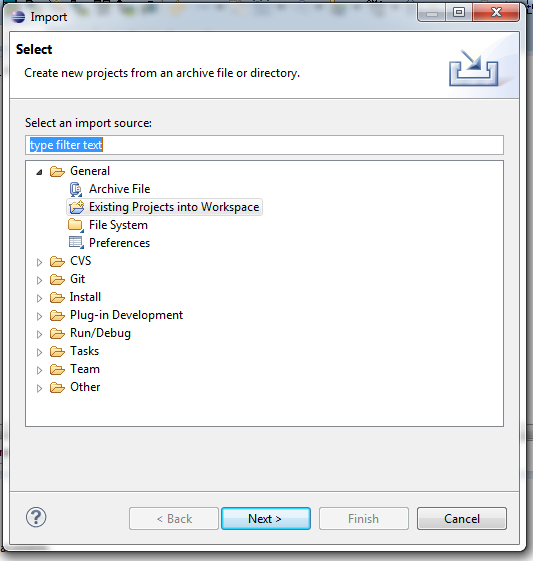 Import
Select
Create new projects from an archive file or directory.
Select an import source:
type filter text
General
Archive File
Existing Projects into Workspace
File System
Preferences
CVS
Git
Install
Plug-in Development
Run/Debug
Tasks
Team
Other
?
< Back
Next >
Finish
Cancel